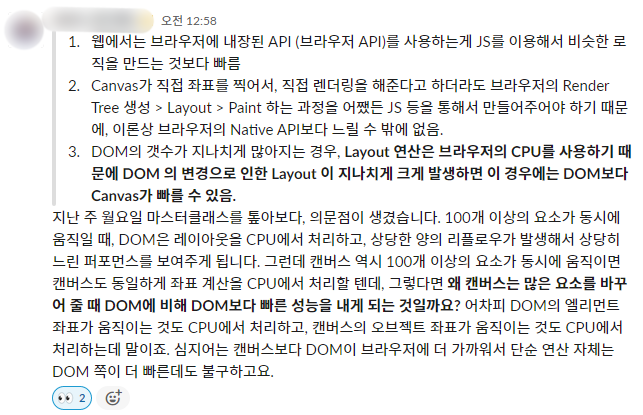 오전 12:58
1. 웹에서는 브라우저에 내장된 API (브라우저 API)를 사용하는게 JS를 이용해서 비슷한 로
직을 만드는 것보다 빠름
2. Canvas가 직접 좌표를 찍어서, 직접 렌더링을 해준다고 하더라도 브라우저의 Render
Tree 생성 > Layout > Paint 하는 과정을 어쨌든 JS 등을 통해서 만들어주어야 하기 때문
에, 이론상 브라우저의 Native API보다 느릴 수 밖에 없음.
3. DOM의 갯수가 지나치게 많아지는 경우, Layout 연산은 브라우저의 CPU를 사용하기 때
문에 DOM 의 변경으로 인한 Layout 이 지나치게 크게 발생하면 이 경우에는 DOM보다
Canvas가 빠를 수 있음.
지난 주 월요일 마스터클래스를 톺아보다, 의문점이 생겼습니다. 100개 이상의 요소가 동시에
움직일 때, DOM은 레이아웃을 CPU에서 처리하고, 상당한 양의 리플로우가 발생해서 상당히
느린 퍼포먼스를 보여주게 됩니다. 그런데 캔버스 역시 100개 이상의 요소가 동시에 움직이면
캔버스도 동일하게 좌표 계산을 CPU에서 처리할 텐데, 그렇다면 왜 캔버스는 많은 요소를 바꾸
어 줄 때 DOM에 비해 DOM보다 빠른 성능을 내게 되는 것일까요? 어차피 DOM의 엘리먼트
좌표가 움직이는 것도 CPU에서 처리하고, 캔버스의 오브젝트 좌표가 움직이는 것도 CPU에서
처리하는데 말이죠. 심지어는 캔버스보다 DOM이 브라우저에 더 가까워서 단순 연산 자체는
DOM 쪽이 더 빠른데도 불구하고요.
2